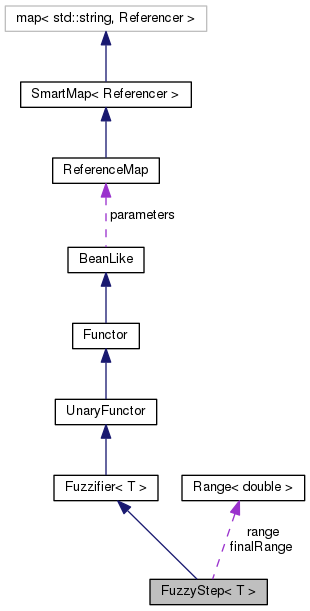 map< std::string, Referencer >
SmartMap< Referencer >
ReferenceMap
parameters
BeanLike
Functor
UnaryFunctor
Fuzzifier< T >
Range< double >
range
finalRange
FuzzyStep< T >